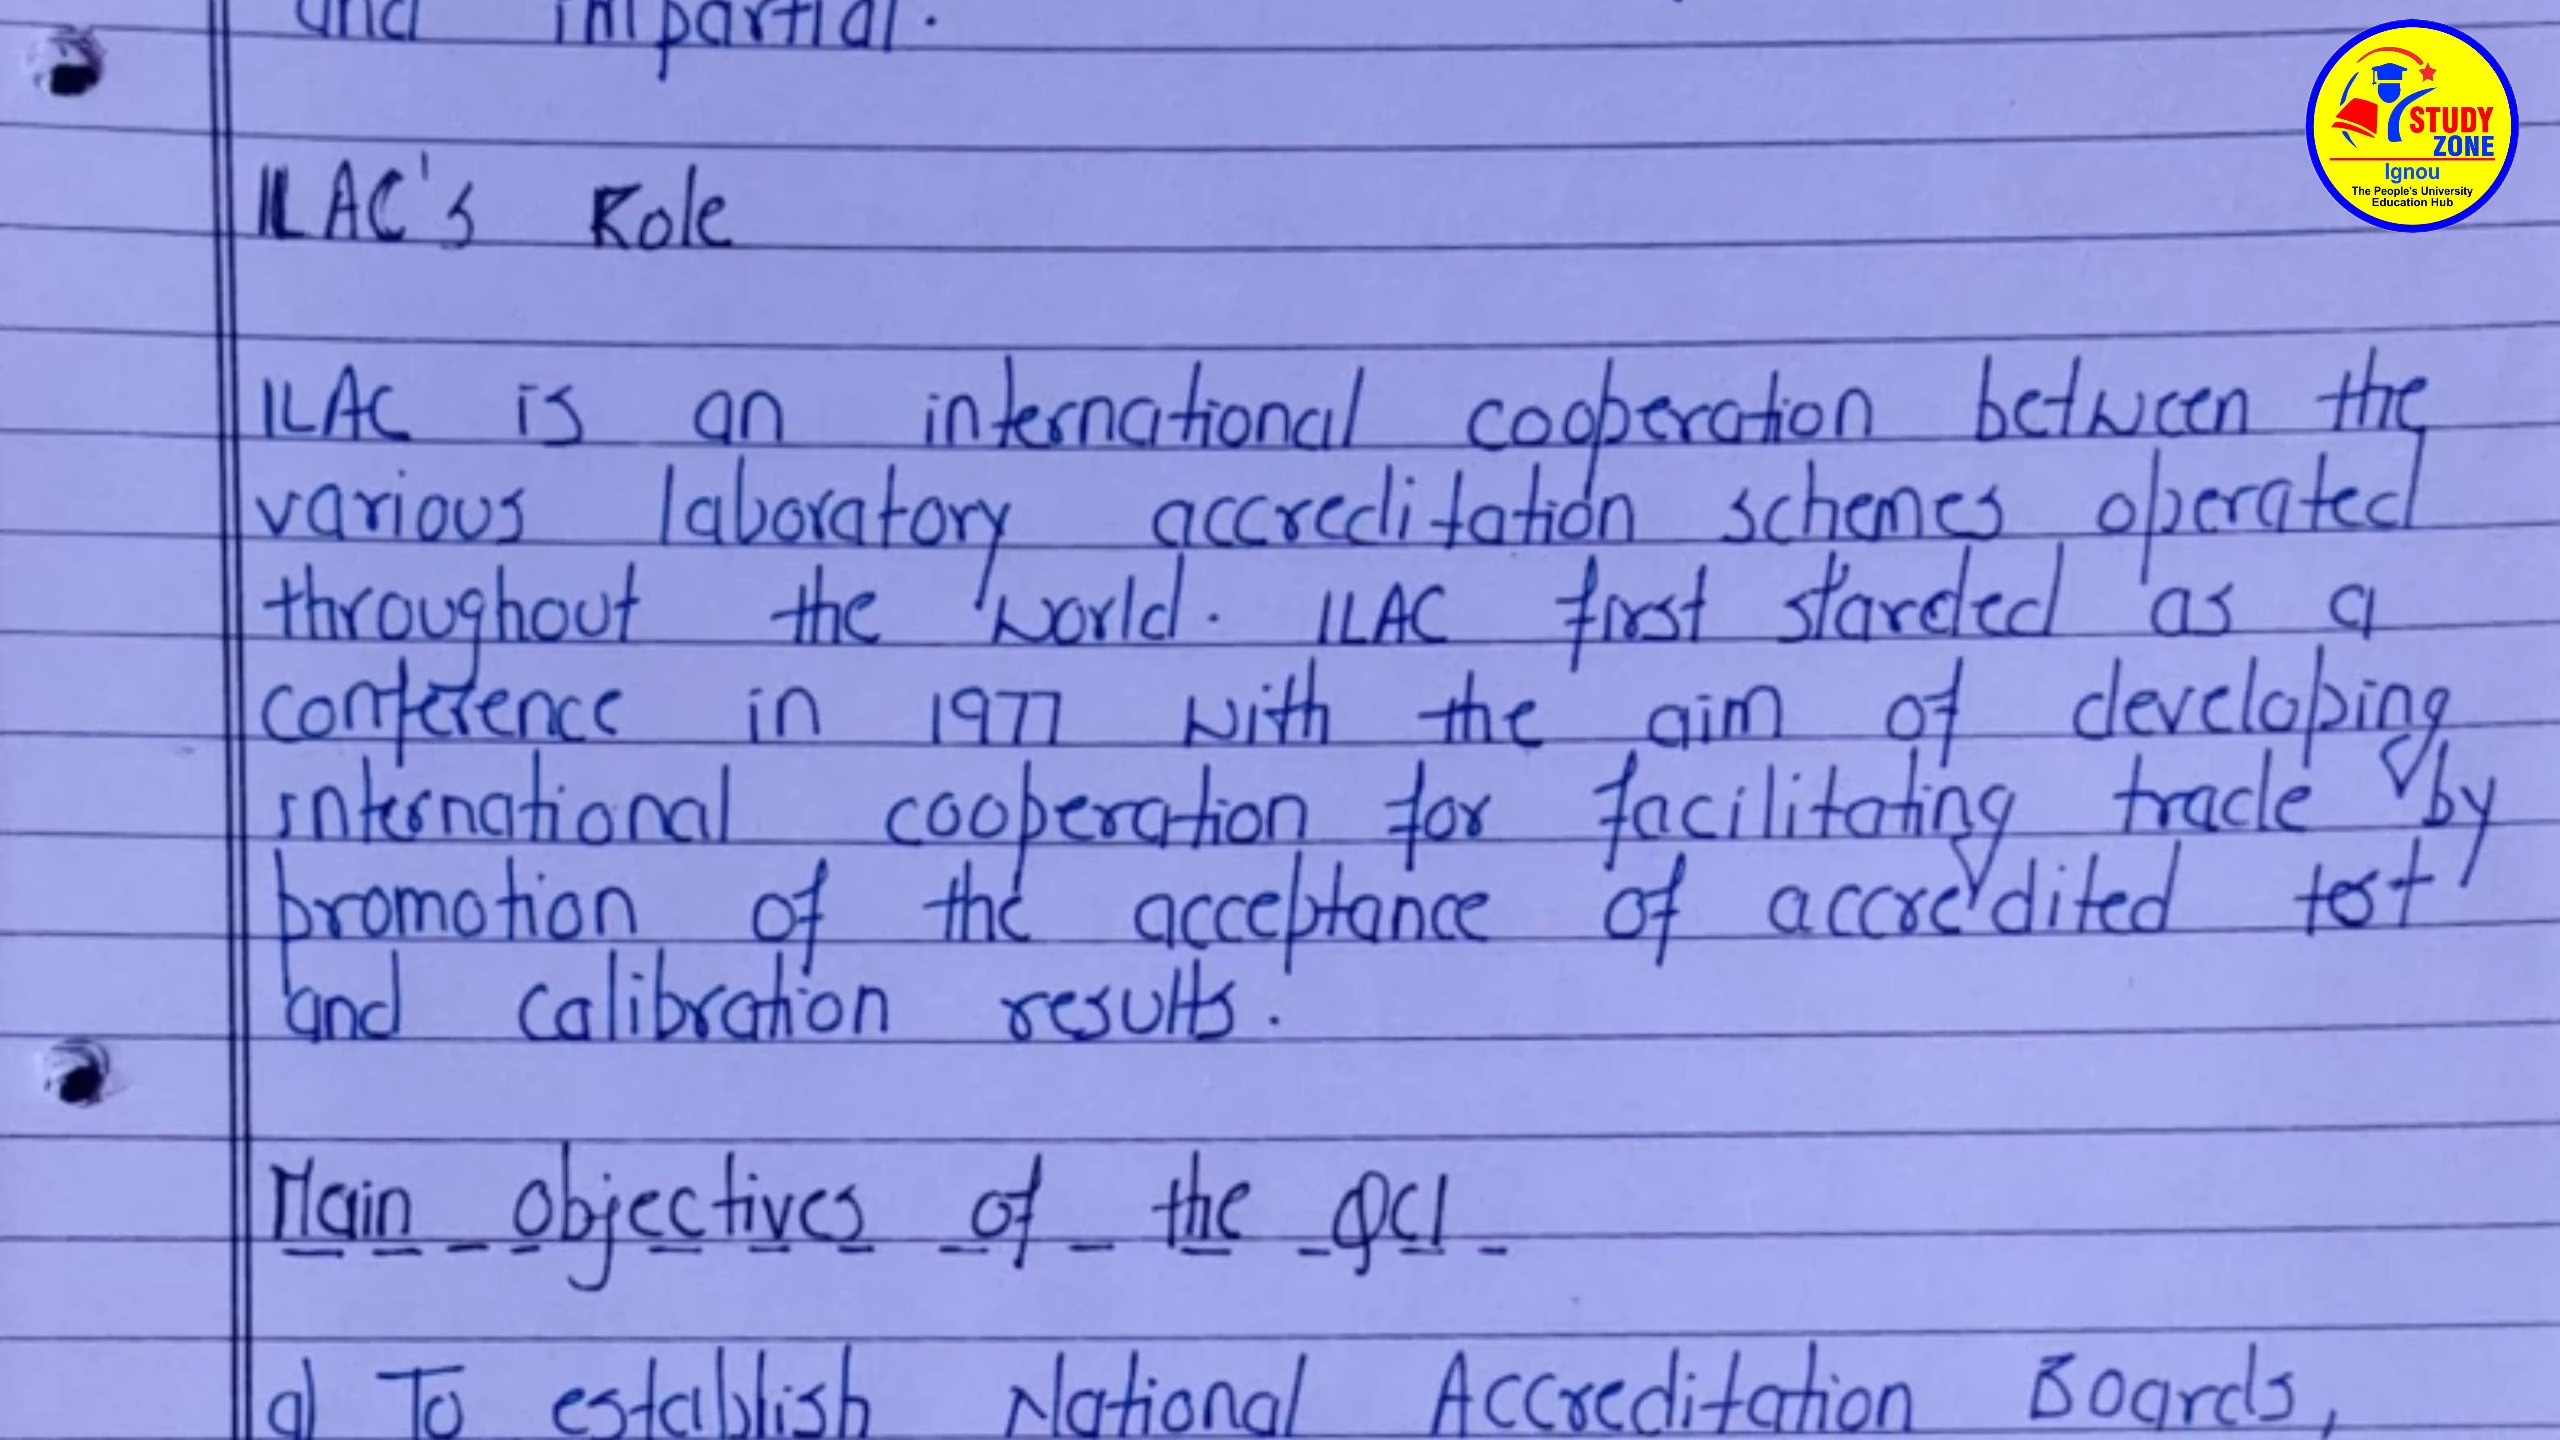 and impartial.
STUDY
ZONE
Ignou
The People's University
Education Hub
ILAC's Role
ILAC is an international cooperation between the
various laboratory accreditation schemes operated
throughout the world. ILAC first starded as a
conference in 1977 with the aim of developing
international cooperation for facilitating trade by
promotion of the acceptance of accredited test
and calibration results.
Main objectives of the QCI
a) To establish National Accreditation Boards,